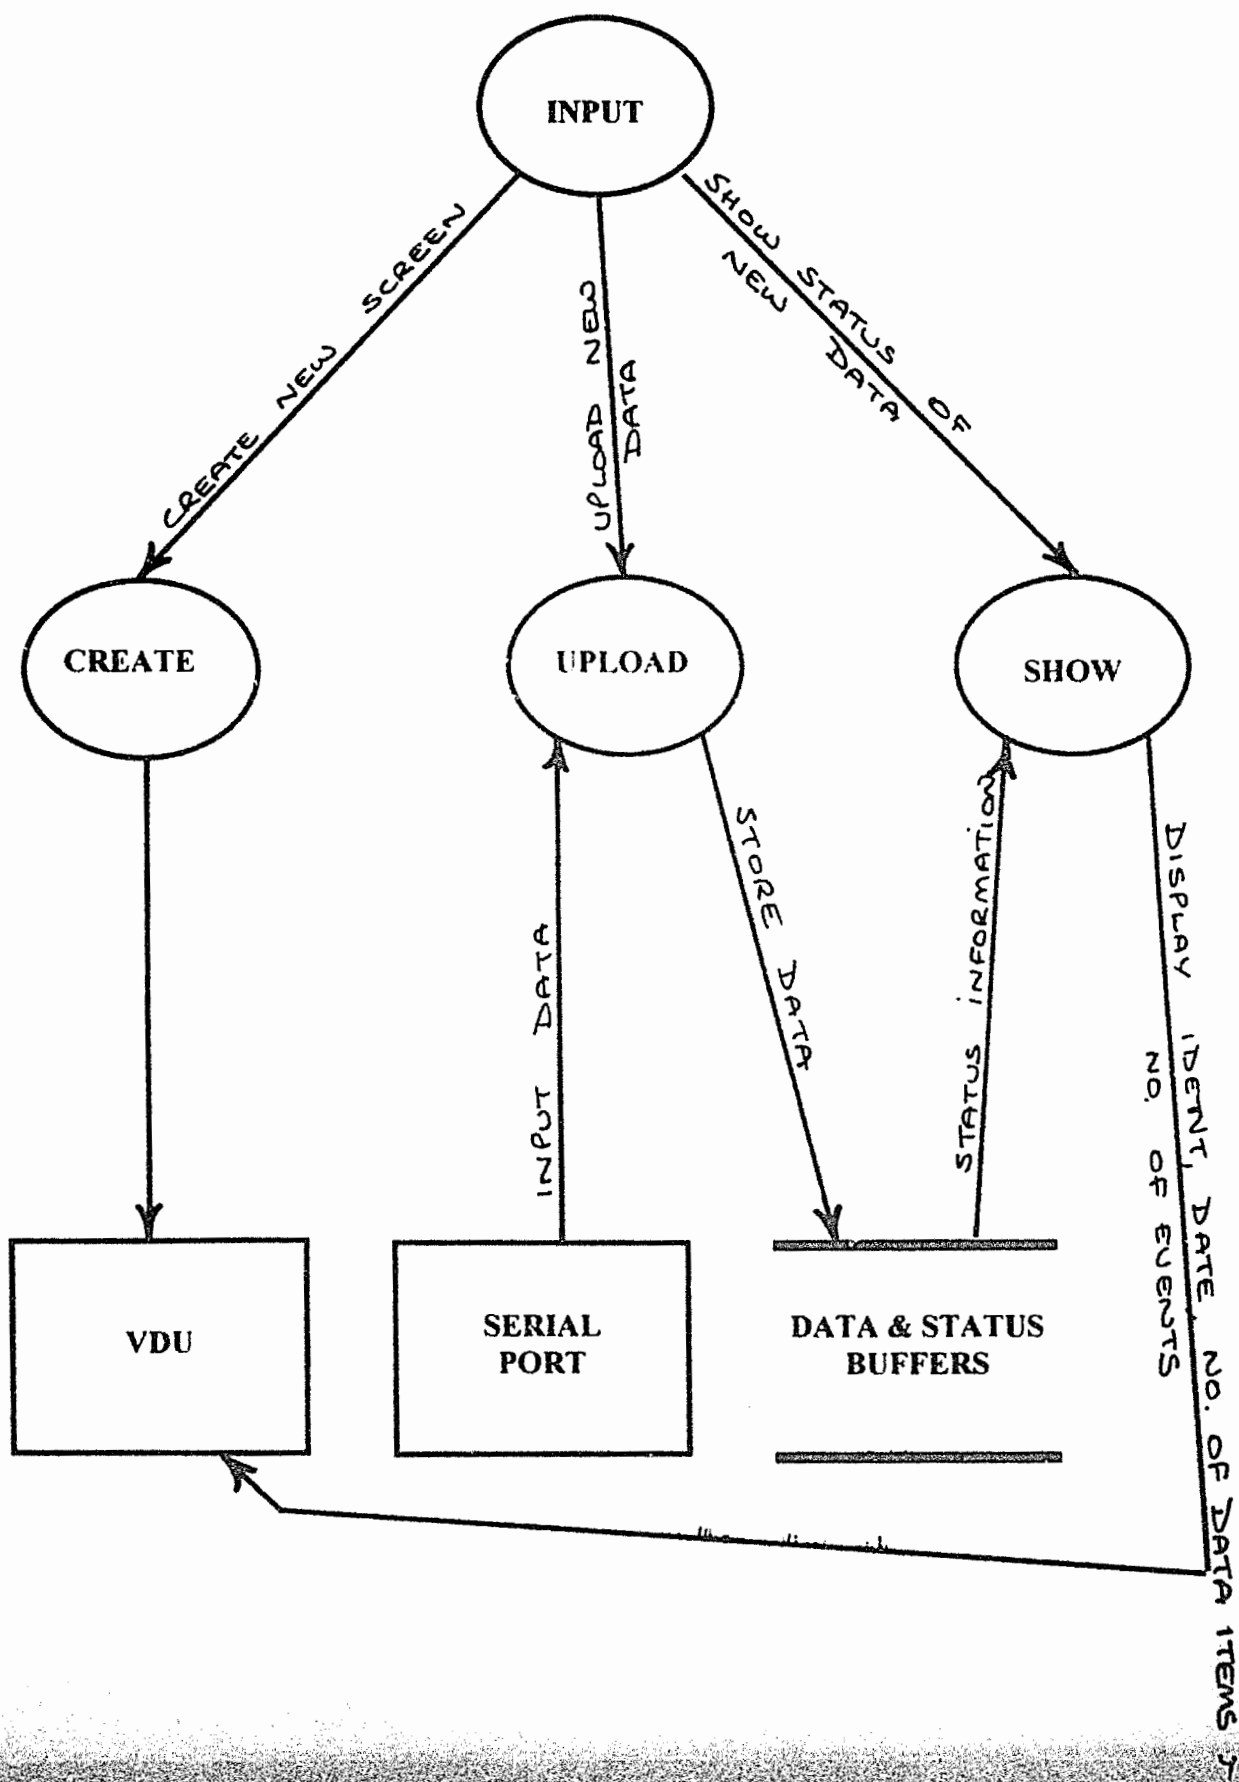 INPUT
CREATE NEW SCREEN
UPLOAD NEW
DATA
SHOW STATUS OF
NEW DATA
CREATE
UPLOAD
SHOW
INPUT DATA
STORE DATA
STATUS INFORMATION
DISPLAY IDENT, DATE, NO. OF DATA ITEMS
NO. OF EVENTS
VDU
SERIAL
PORT
DATA & STATUS
BUFFERS